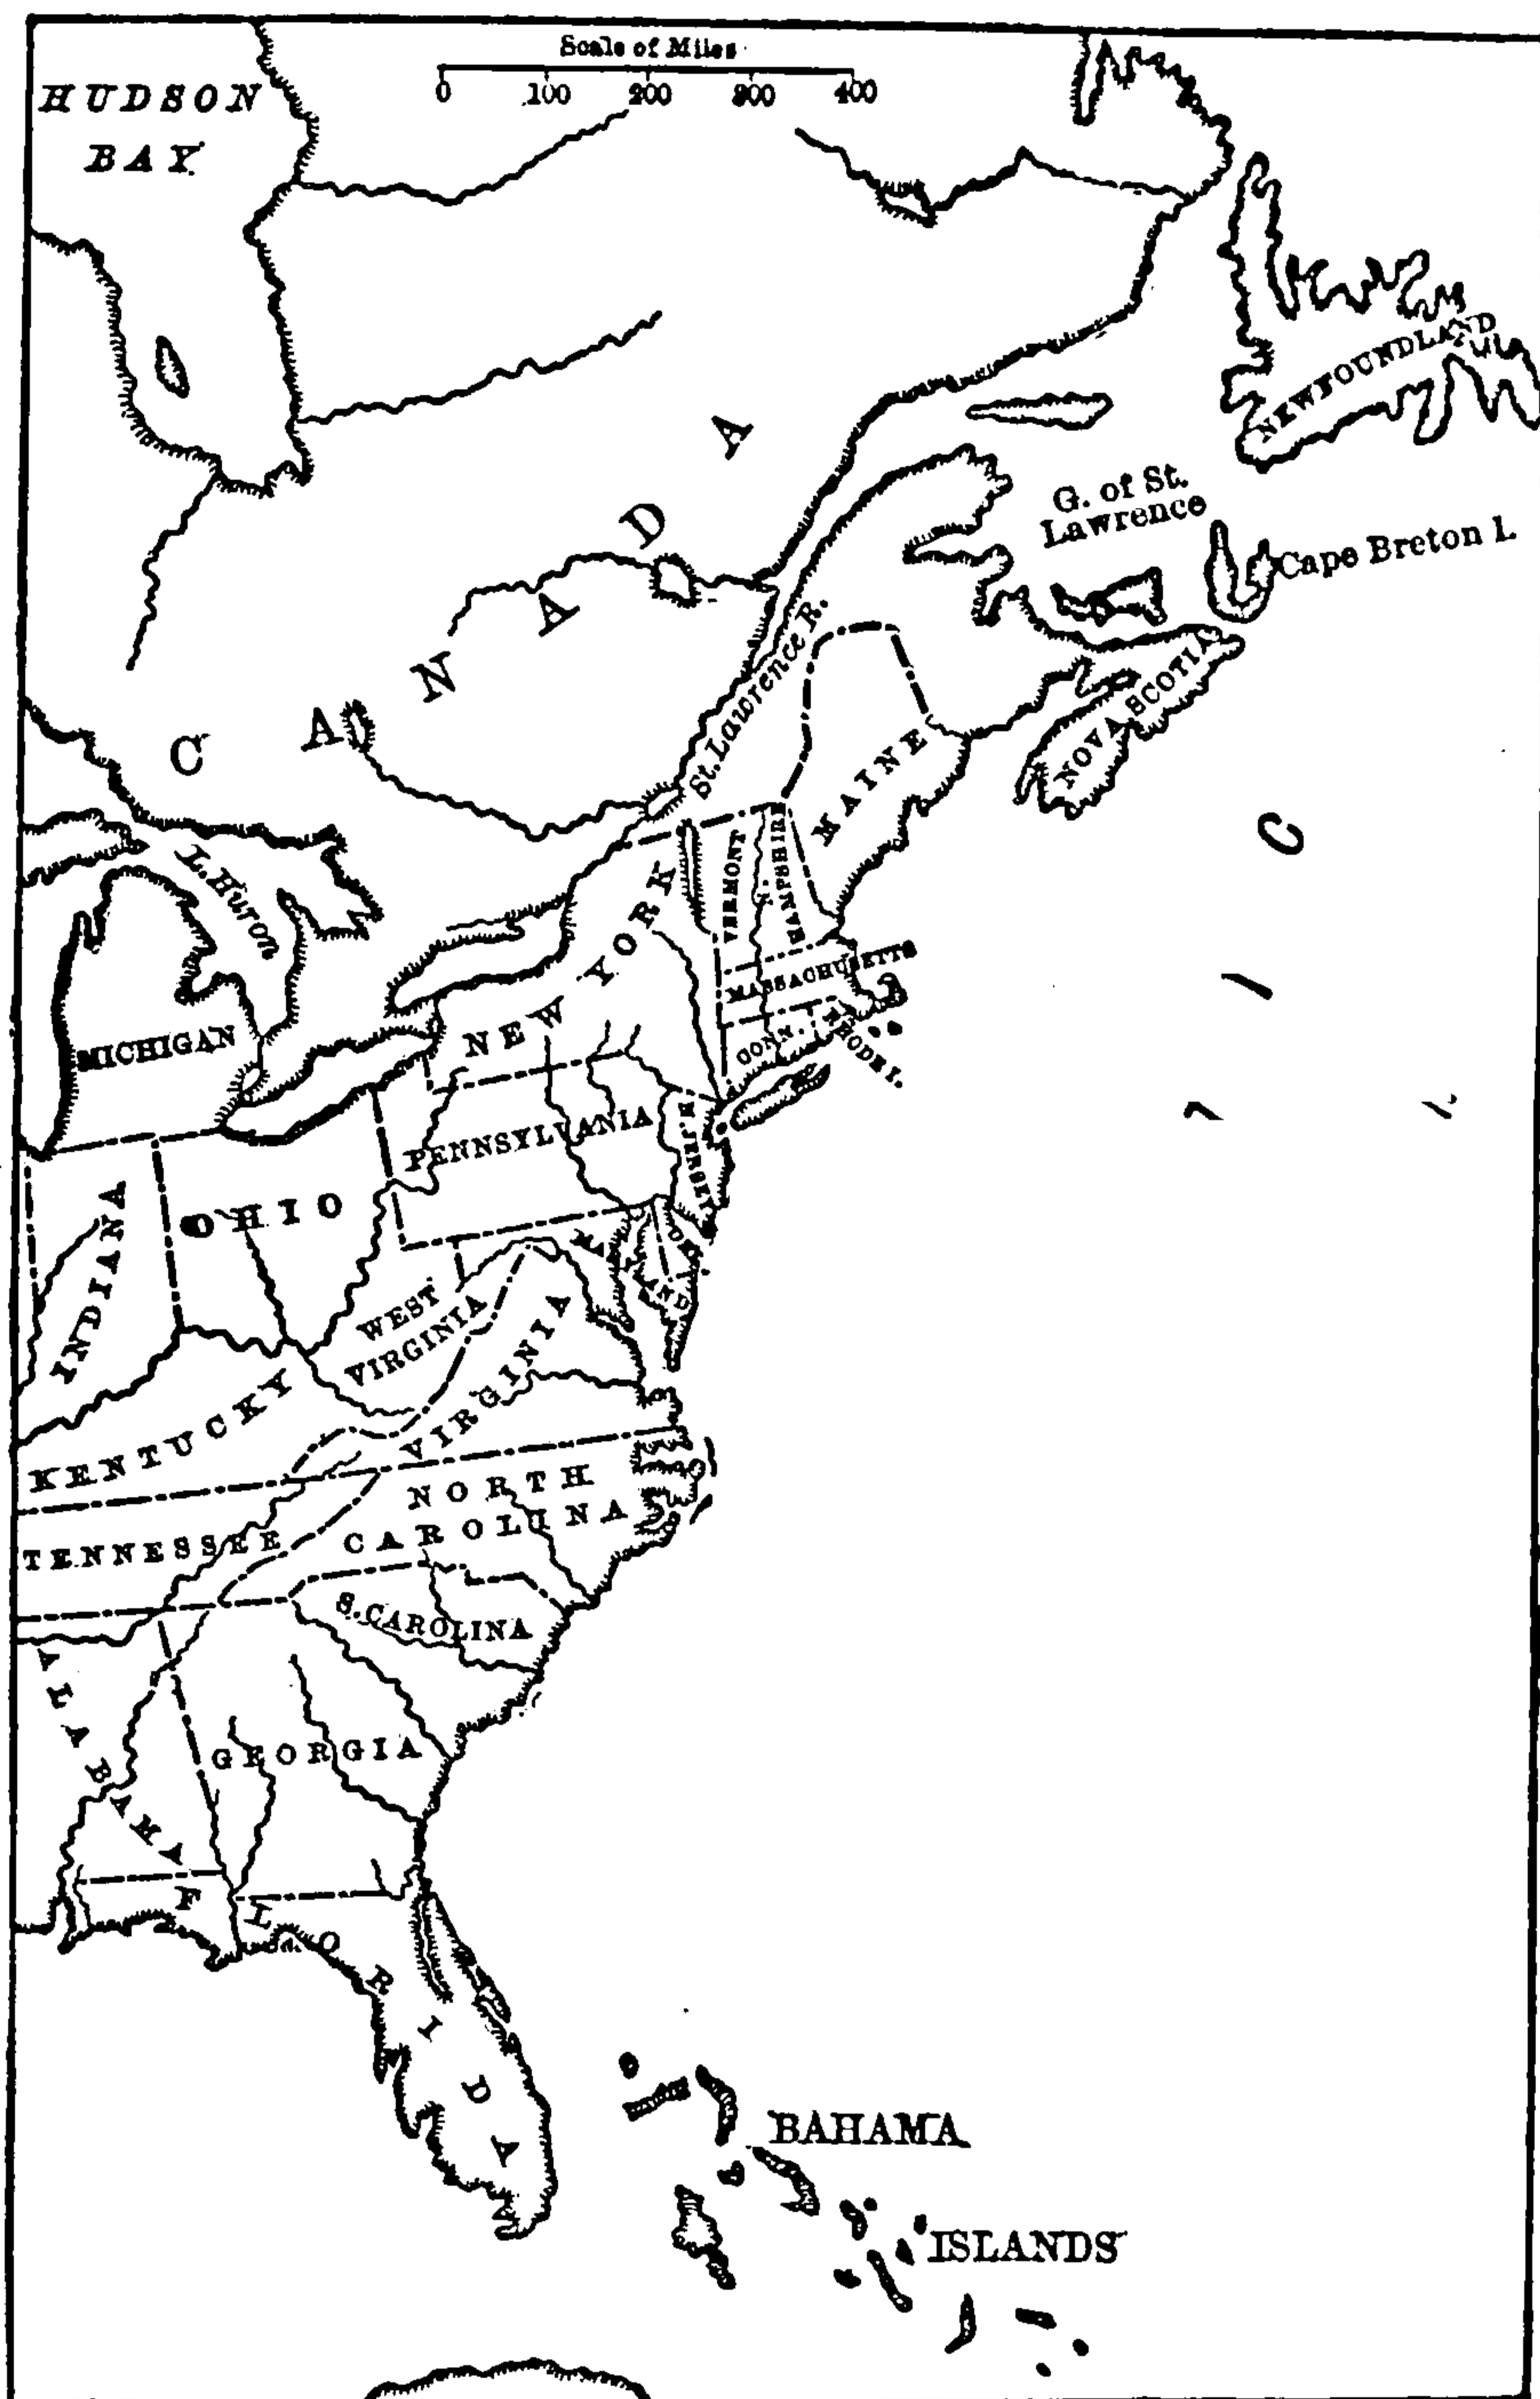 Scale of Miles
0 100 200 300 400
HUDSON
BAY
NEWFOUNDLAND
G. of St.
Lawrence
Cape Breton I.
CANADA
St. Lawrence R.
NOVA SCOTIA
MAINE
C
L. Huron
VERMONT
N. HAMPSHIRE
NEW YORK
MASSACHUSETTS
CONN.
RHODE I.
MICHIGAN
PENNSYLVANIA
N. JERSEY
OHIO
INDIANA
WEST
VIRGINIA
VIRGINIA
KENTUCKY
NORTH
CAROLINA
TENNESSEE
S. CAROLINA
ALABAMA
GEORGIA
FLORIDA
BAHAMA
ISLANDS